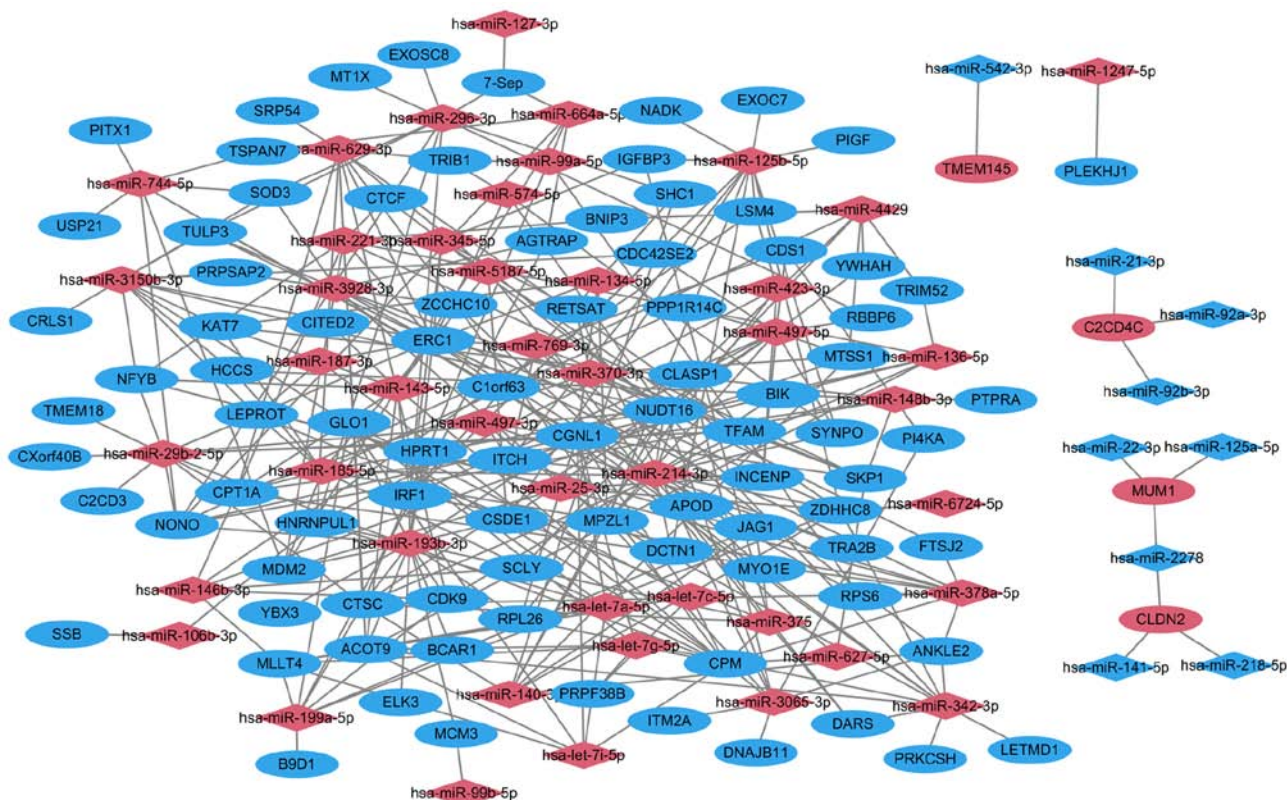 hsa-miR-127-3p
EXOSC8
MT1X
7-Sep
hsa-miR-542-3p
hsa-miR-1247-5p
SRP54
hsa-miR-296-3p
hsa-miR-664a-5p
NADK
EXOC7
PITX1
TSPAN7
hsa-miR-629-3p
TRIB1
hsa-miR-99a-5p
IGFBP3
hsa-miR-125b-5p
PIGF
TMEM145
PLEKHJ1
hsa-miR-744-5p
SOD3
CTCF
hsa-miR-574-5p
SHC1
USP21
TULP3
BNIP3
LSM4
hsa-miR-4429
hsa-miR-221-3p
hsa-miR-345-5p
AGTRAP
CDC42SE2
CDS1
hsa-miR-3150b-3p
PRPSAP2
hsa-miR-5187-5p
hsa-miR-134-5p
YWHAH
hsa-miR-21-3p
hsa-miR-3928-3p
hsa-miR-423-3p
TRIM52
ZCCHC10
RETSAT
PPP1R14C
RBBP6
hsa-miR-92a-3p
CRLS1
KAT7
CITED2
ERC1
hsa-miR-769-3p
hsa-miR-497-5p
C2CD4C
hsa-miR-187-3p
MTSS1
hsa-miR-136-5p
NFYB
HCCS
hsa-miR-143-5p
C1orf63
hsa-miR-370-3p
CLASP1
BIK
hsa-miR-148b-3p
PTPRA
hsa-miR-92b-3p
TMEM18
LEPROT
GLO1
hsa-miR-497-3p
NUDT16
TFAM
SYNPO
PI4KA
CGNL1
hsa-miR-22-3p
hsa-miR-125a-5p
CXorf40B
hsa-miR-29b-2-5p
HPRT1
ITCH
hsa-miR-185-5p
hsa-miR-214-3p
INCENP
SKP1
C2CD3
CPT1A
IRF1
hsa-miR-25-3p
MUM1
APOD
ZDHHC8
hsa-miR-6724-5p
NONO
HNRNPUL1
CSDE1
MPZL1
JAG1
hsa-miR-193b-3p
DCTN1
TRA2B
FTSJ2
hsa-miR-2278
MDM2
SCLY
MYO1E
hsa-miR-146b-3p
CTSC
CDK9
hsa-let-7a-5p
hsa-let-7c-5p
RPS6
hsa-miR-378a-5p
YBX3
RPL26
hsa-miR-375
CLDN2
SSB
hsa-miR-106b-3p
ACOT9
BCAR1
hsa-let-7g-5p
hsa-miR-627-5p
ANKLE2
MLLT4
CPM
hsa-miR-141-5p
hsa-miR-218-5p
ELK3
hsa-miR-140-3
PRPF38B
hsa-miR-3065-3p
hsa-miR-342-3p
hsa-miR-199a-5p
ITM2A
DARS
MCM3
B9D1
hsa-let-7i-5p
DNAJB11
PRKCSH
LETMD1
hsa-miR-99b-5p